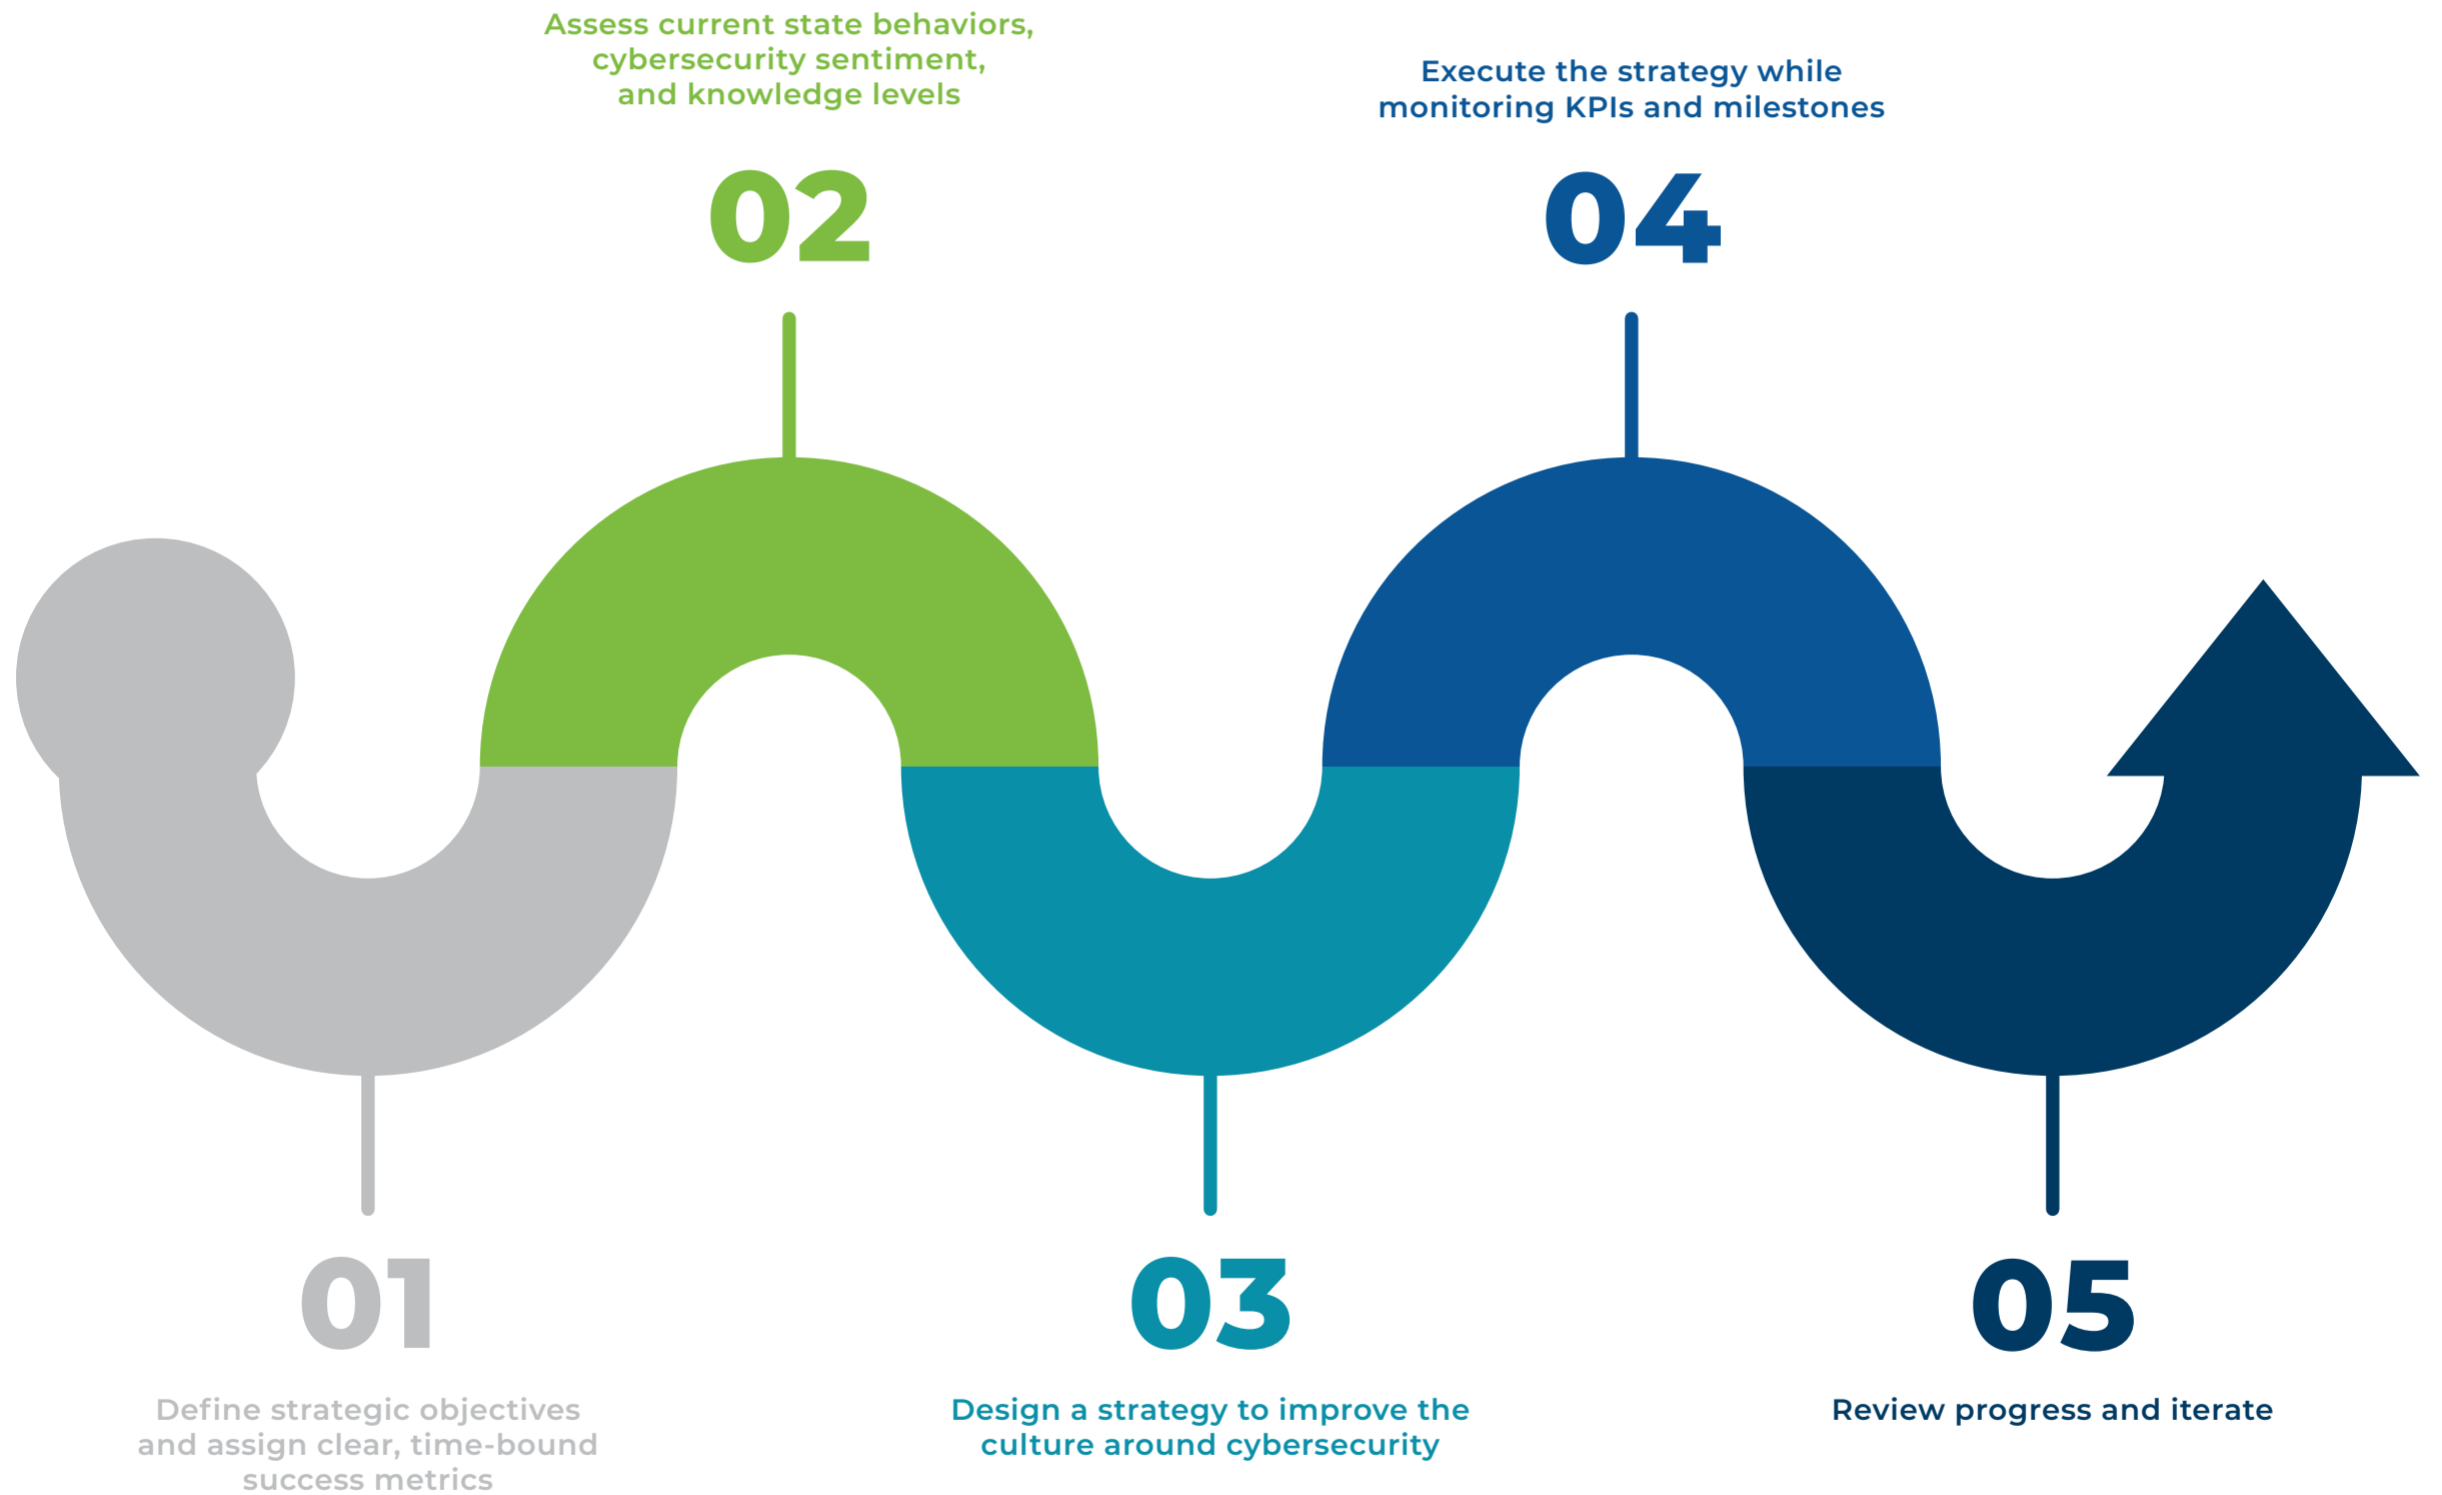 Assess current state behaviors,
cybersecurity sentiment,
and knowledge levels
02
Execute the strategy while
monitoring KPIs and milestones
04
01
Define strategic objectives
and assign clear, time-bound
success metrics
03
Design a strategy to improve the
culture around cybersecurity
05
Review progress and iterate